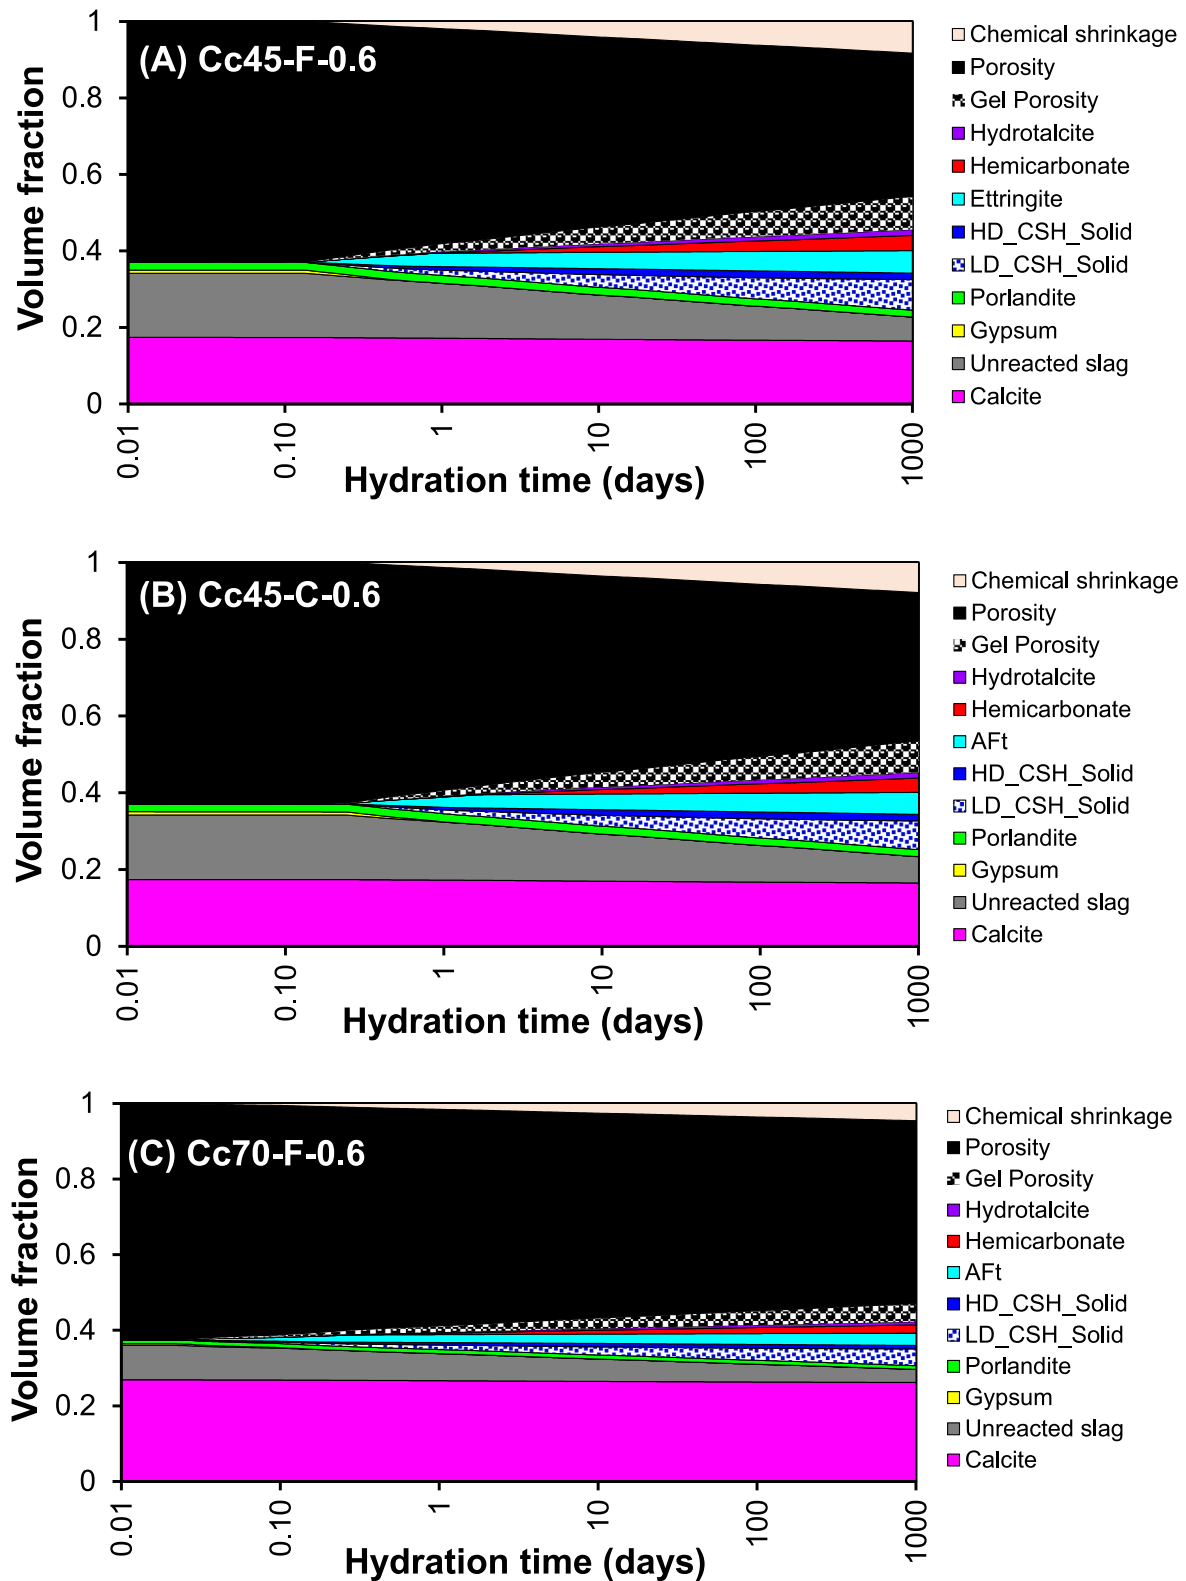 (A) Cc45-F-0.6
Volume fraction
1
0.8
0.6
0.4
0.2
0
0.01
0.10
1
10
100
1000
Hydration time (days)
Chemical shrinkage
Porosity
Gel Porosity
Hydrotalcite
Hemicarbonate
Ettringite
HD_CSH_Solid
LD_CSH_Solid
Porlandite
Gypsum
Unreacted slag
Calcite
(B) Cc45-C-0.6
Volume fraction
1
0.8
0.6
0.4
0.2
0
0.01
0.10
1
10
100
1000
Hydration time (days)
Chemical shrinkage
Porosity
Gel Porosity
Hydrotalcite
Hemicarbonate
AFt
HD_CSH_Solid
LD_CSH_Solid
Porlandite
Gypsum
Unreacted slag
Calcite
(C) Cc70-F-0.6
Volume fraction
1
0.8
0.6
0.4
0.2
0
0.01
0.10
1
10
100
1000
Hydration time (days)
Chemical shrinkage
Porosity
Gel Porosity
Hydrotalcite
Hemicarbonate
AFt
HD_CSH_Solid
LD_CSH_Solid
Porlandite
Gypsum
Unreacted slag
Calcite